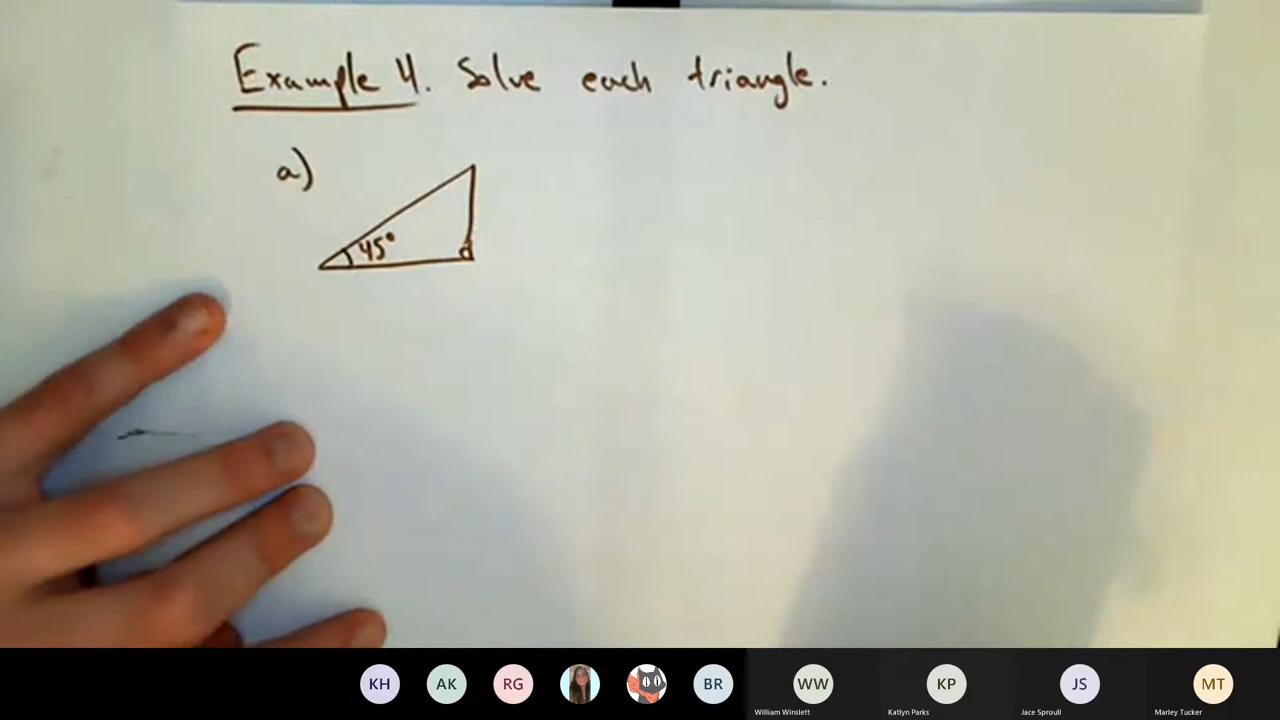 Example 4. Solve each triangle.
a)
45°
KH AK RG BR WW KP JS MT
William Winslett Katlyn Parks Jace Sproull Marley Tucker